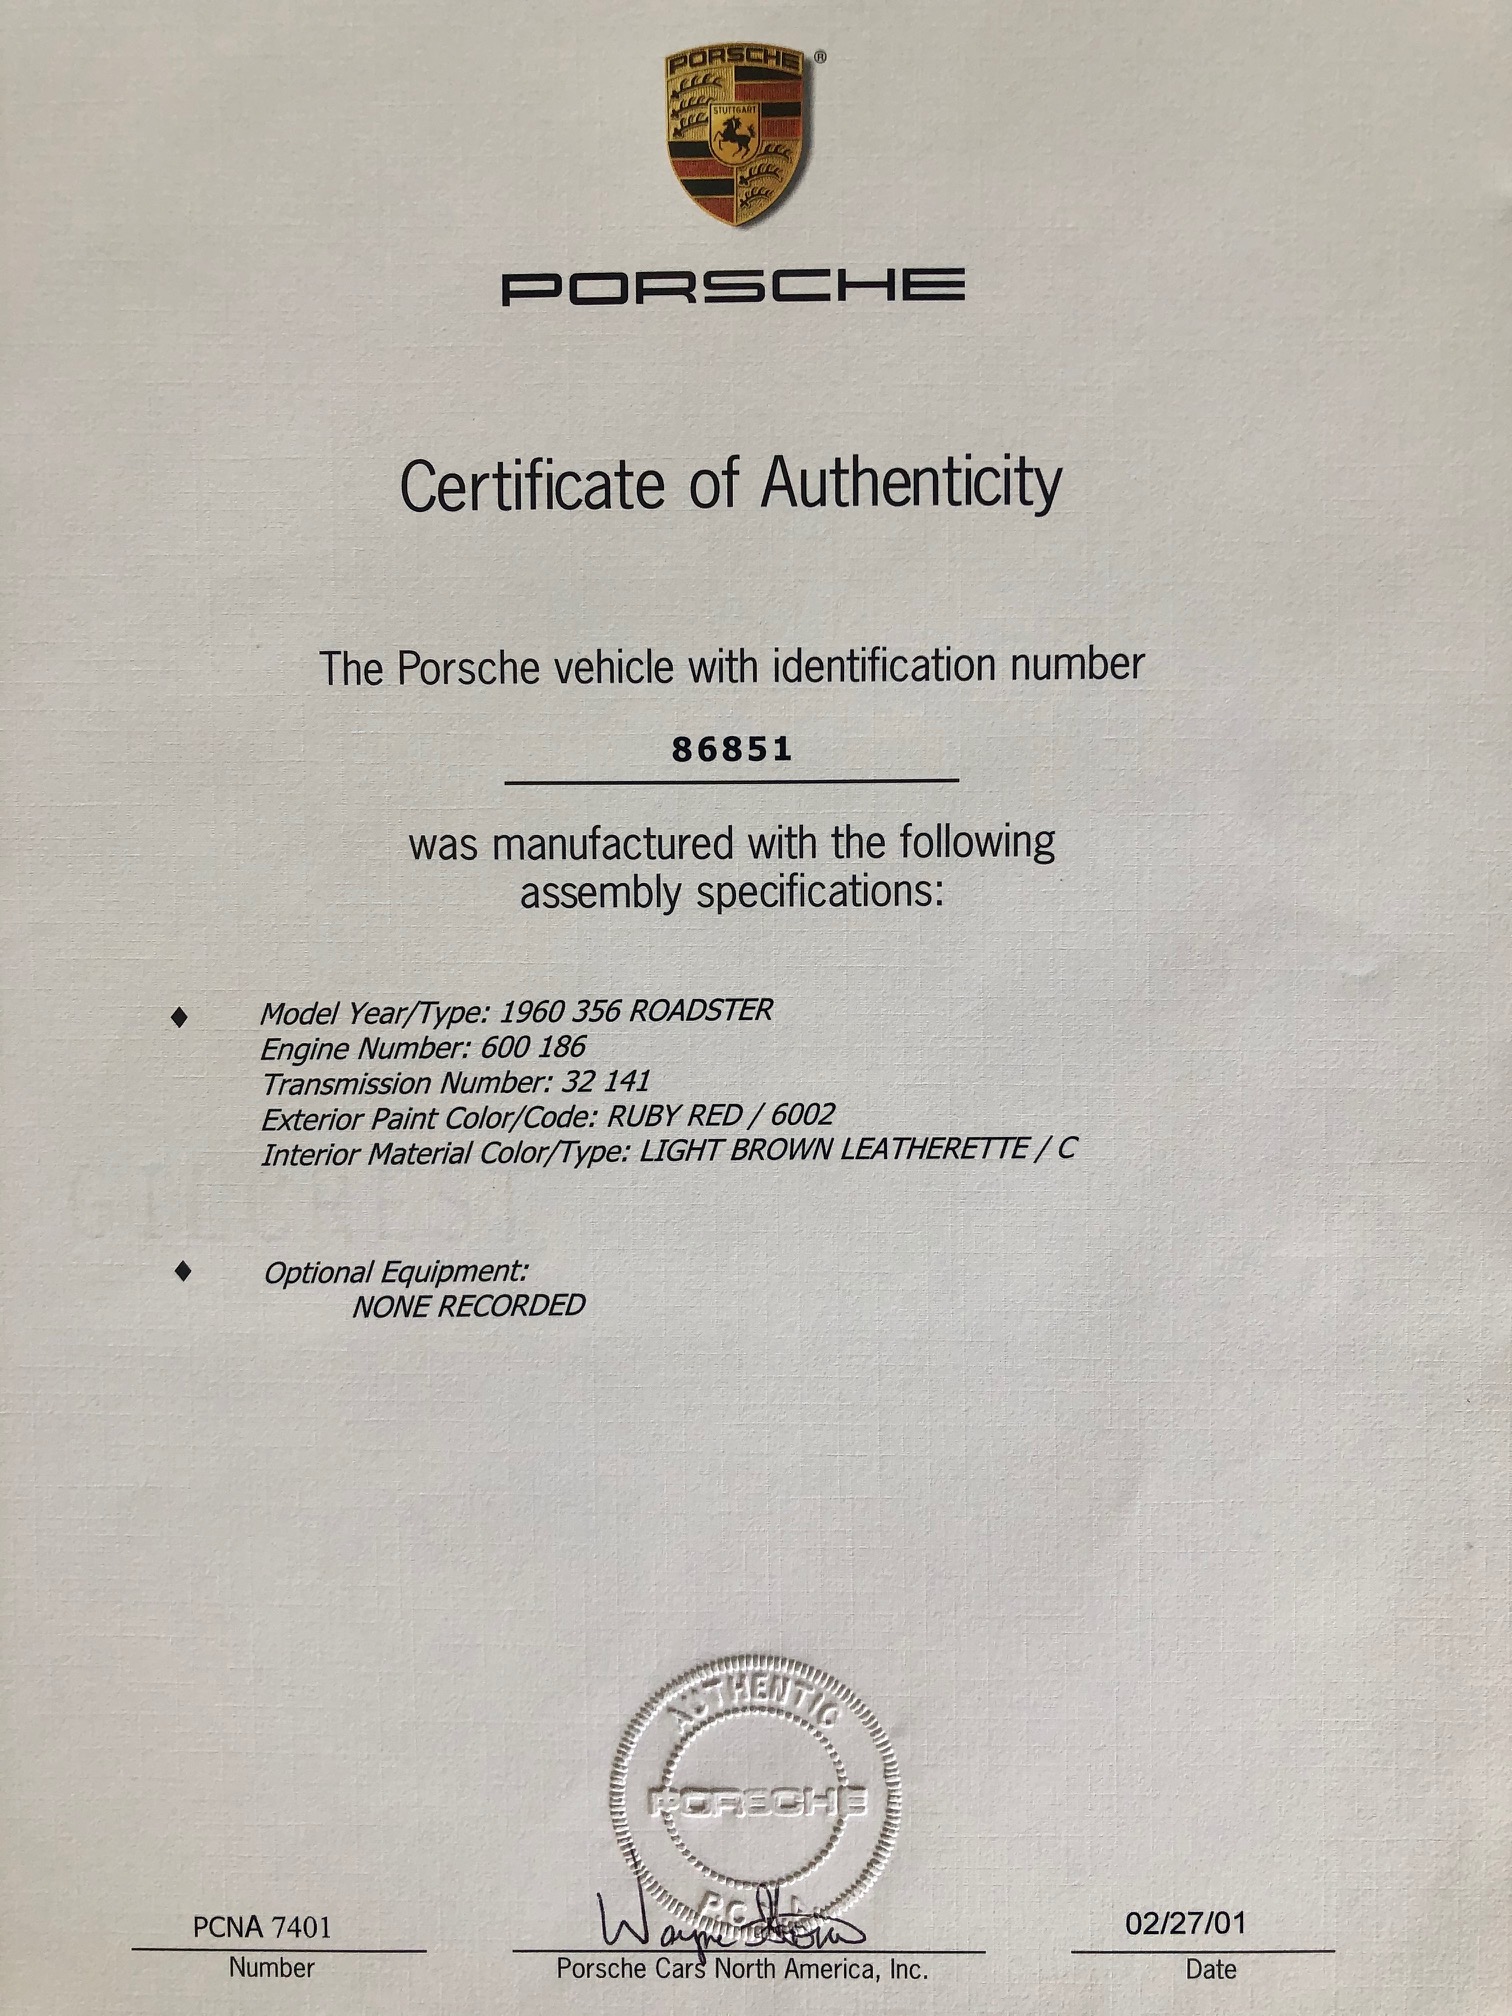 PORSCHE
®
STUTTGART
PORSCHE
Certificate of Authenticity
The Porsche vehicle with identification number
86851
was manufactured with the following
assembly specifications:
♦ Model Year/Type: 1960 356 ROADSTER
Engine Number: 600 186
Transmission Number: 32 141
Exterior Paint Color/Code: RUBY RED / 6002
Interior Material Color/Type: LIGHT BROWN LEATHERETTE / C
♦ Optional Equipment:
NONE RECORDED
AUTHENTIC
PORSCHE
PCNA 7401
Wayne
02/27/01
Number
Porsche Cars North America, Inc.
Date